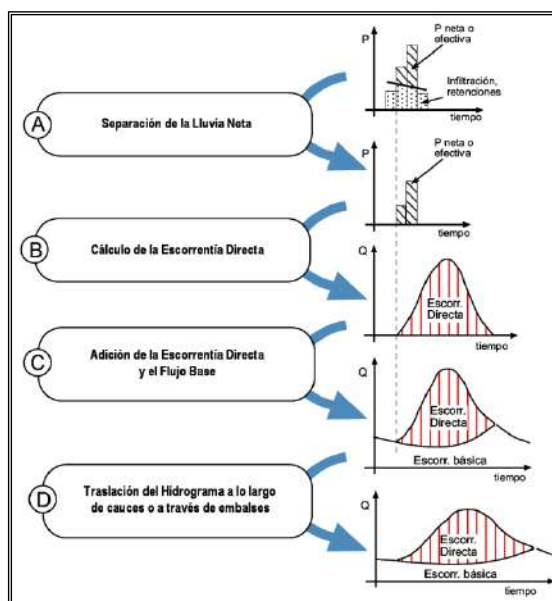 P
P neta o
efectiva
Infiltración,
retenciones
tiempo
A
Separación de la Lluvia Neta
P
P neta o
efectiva
tiempo
B
Cálculo de la Escorrentía Directa
Q
Escorr.
Directa
tiempo
C
Adición de la Escorrentía Directa
y el Flujo Base
Q
Escorr.
Directa
Escorr. básica
tiempo
D
Traslación del Hidrograma a lo largo
de cauces o a través de embalses
Q
Escorr.
Directa
Escorr. básica
tiempo